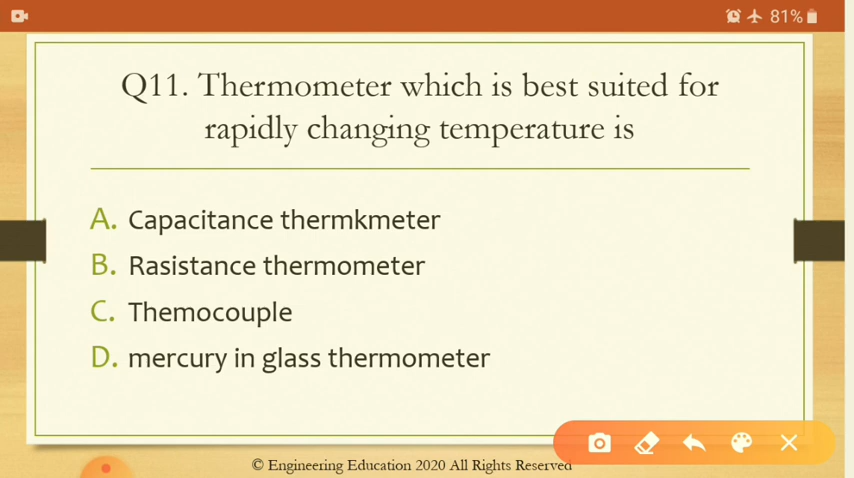 81%
Q11. Thermometer which is best suited for
rapidly changing temperature is
A. Capacitance thermkmeter
B. Rasistance thermometer
C. Themocouple
D. mercury in glass thermometer
© Engineering Education 2020 All Rights Reserved